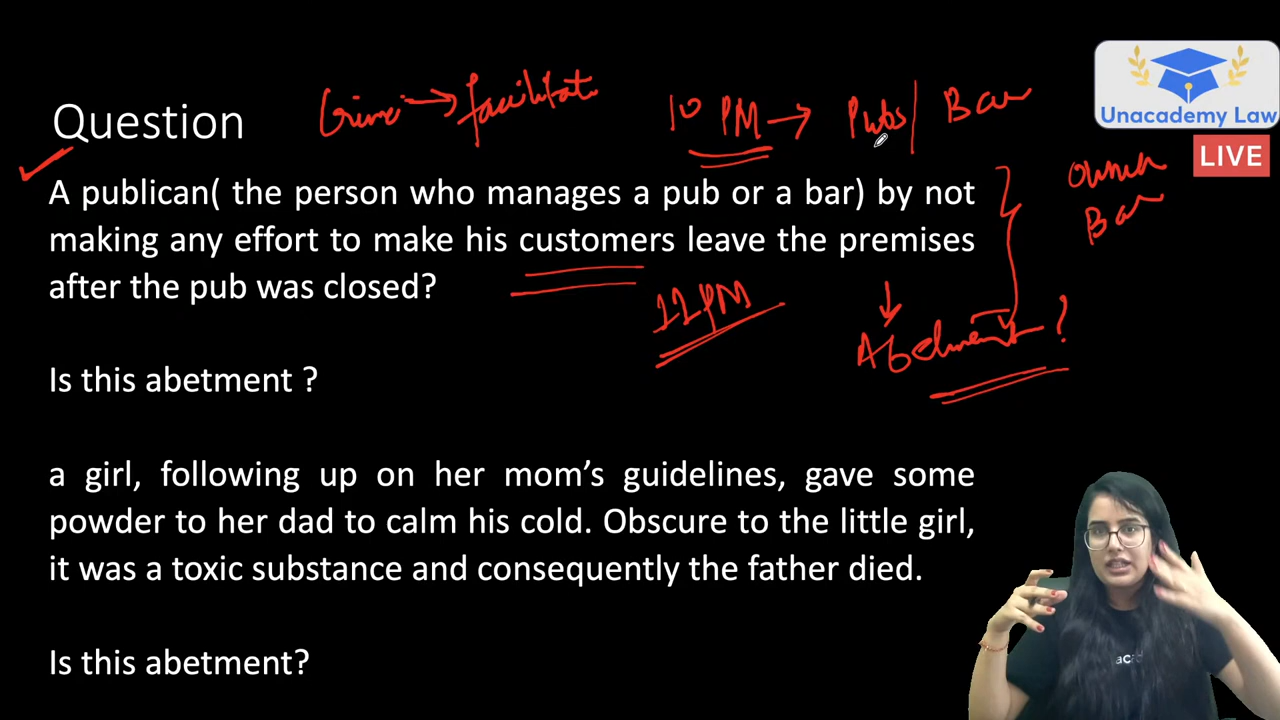 Crime → facilitate
10 PM → Pubs | Bar
Unacademy Law
LIVE
Question
A publican( the person who manages a pub or a bar) by not
making any effort to make his customers leave the premises
after the pub was closed?
owner
Bar
11PM
Abetment ?
Is this abetment ?
a girl, following up on her mom's guidelines, gave some
powder to her dad to calm his cold. Obscure to the little girl,
it was a toxic substance and consequently the father died.
Is this abetment?